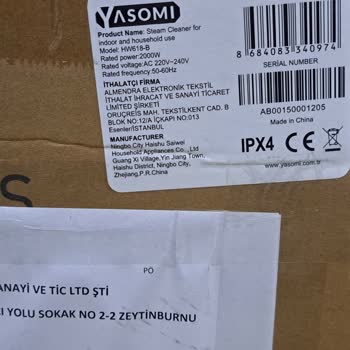 YASOMI
Product Name: Steam Cleaner for
indoor and household use
Model: HW618-B
Rated power: 2000W
Rated voltage: AC 220V~240V
Rated frequency: 50-60Hz
İTHALATÇI FİRMA
ALMENDRA ELEKTRONİK TEKSTİL
İTHALAT İHRACAT VE SANAYİ TİCARET
LİMİTED ŞİRKETİ
ORUÇREİS MAH. TEKSTİLKENT CAD. B
BLOK NO:12/A İÇKAPI NO:013
Esenler/İSTANBUL
MANUFACTURER
Ningbo City Haishu Saiwei
Household Appliances Co., Ltd
Guang Xi Village,Yin Jiang Town,
Haishu District, Ningbo City,
Zhejiang, P.R.China
8 684083 340974
SERIAL NUMBER
AB00150001205
IPX4 CE
www.yasomi.com.tr
S
PÖ
ANAYİ VE TİC LTD ŞTİ
YOLU SOKAK NO 2-2 ZEYTİNBURNU